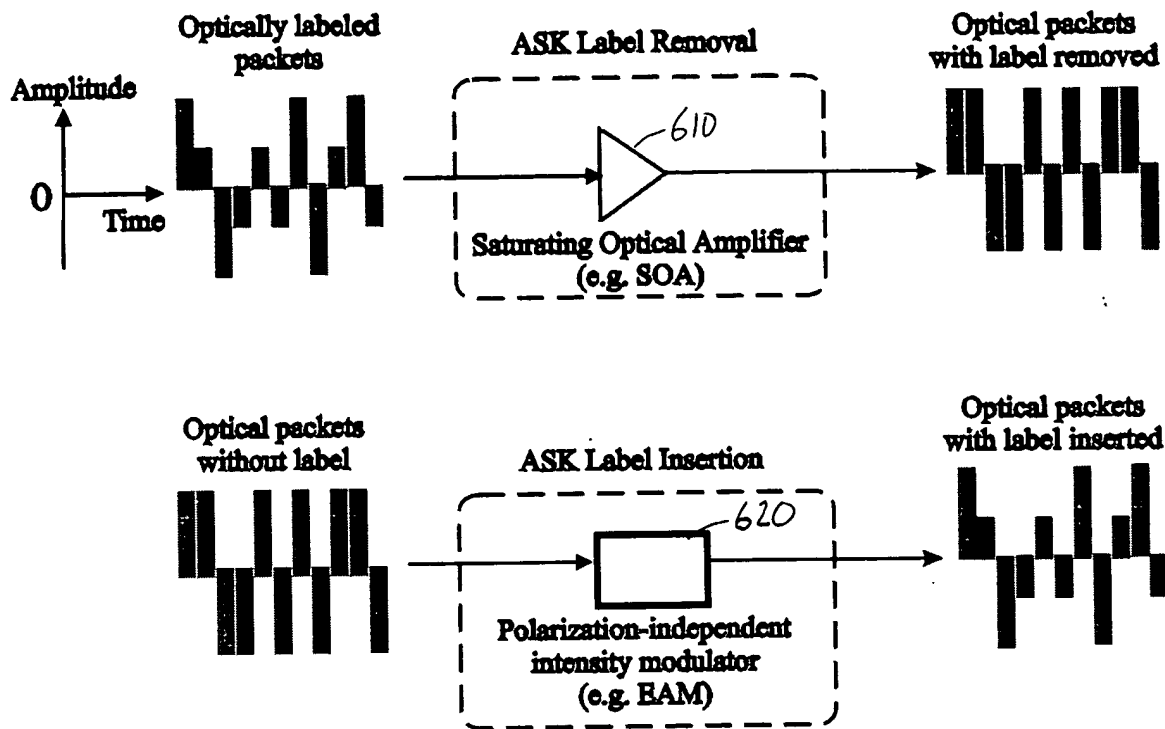 Optically labeled
packets
ASK Label Removal
Optical packets
with label removed
Amplitude
610
0
Time
Saturating Optical Amplifier
(e.g. SOA)
Optical packets
without label
ASK Label Insertion
Optical packets
with label inserted
620
Polarization-independent
intensity modulator
(e.g. EAM)